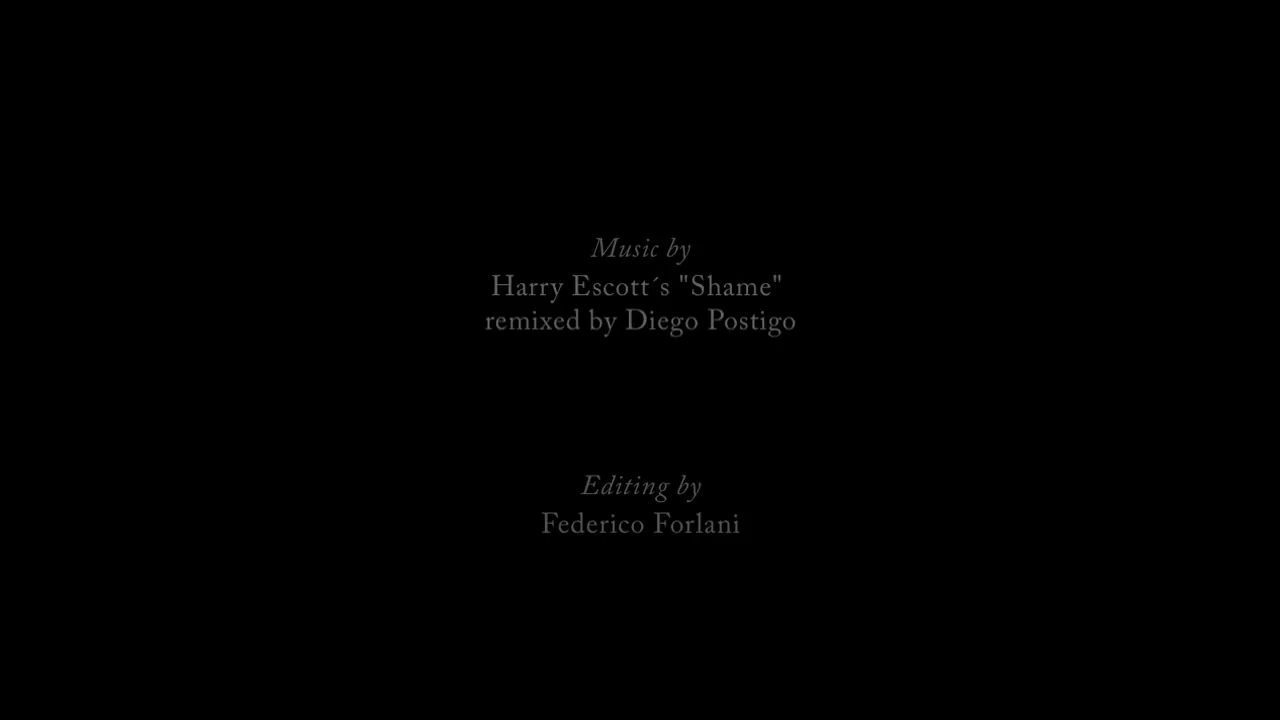 Music by
Harry Escott´s "Shame"
remixed by Diego Postigo
Editing by
Federico Forlani